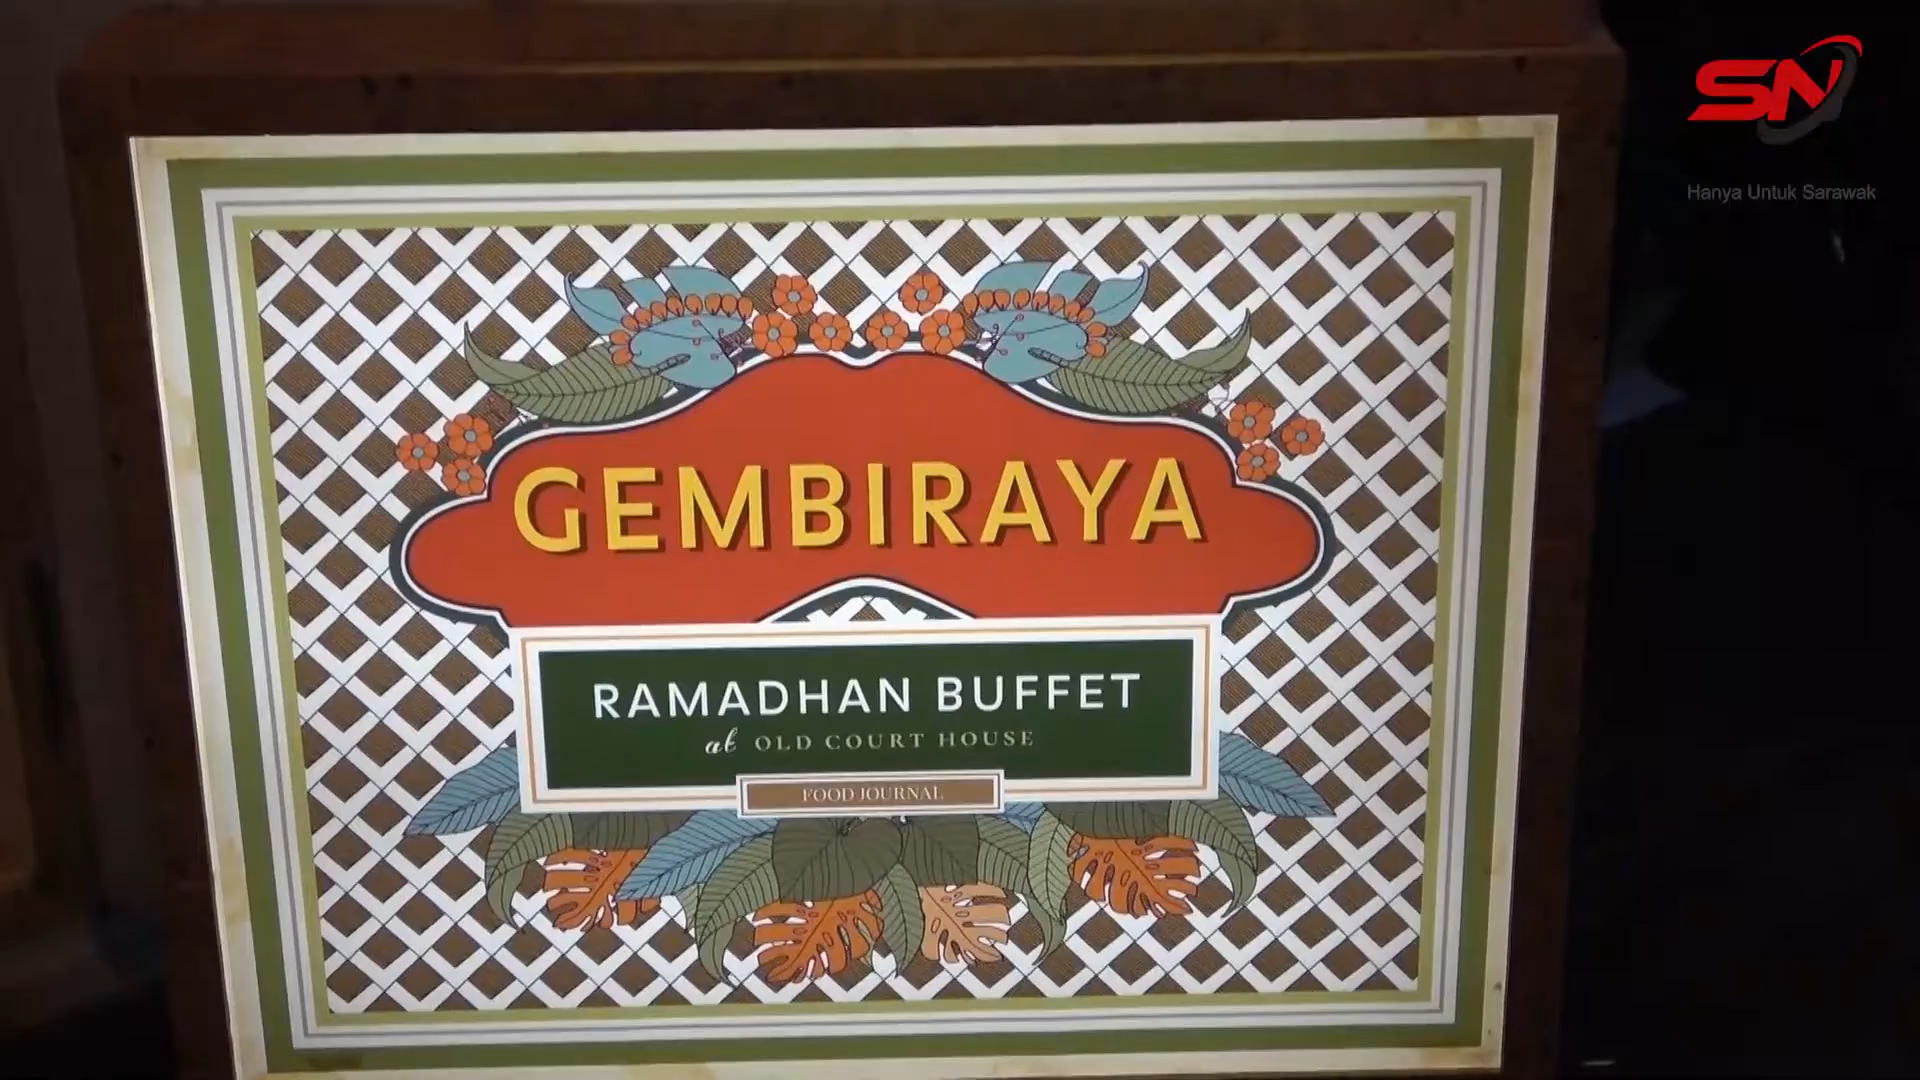 SN
Hanya Untuk Sarawak
GEMBIRAYA
RAMADHAN BUFFET
at OLD COURT HOUSE
FOOD JOURNAL